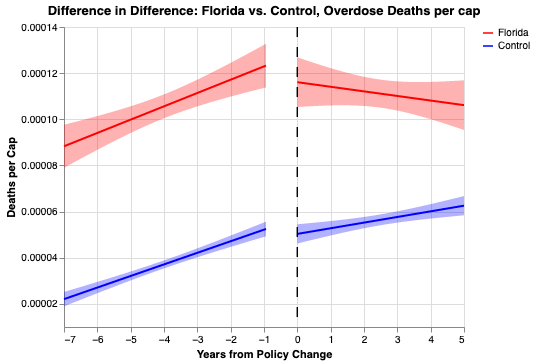 Difference in Difference: Florida vs. Control, Overdose Deaths per cap
Florida
Control
Deaths per Cap
0.00014
0.00012
0.00010
0.00008
0.00006
0.00004
0.00002
−7 −6 −5 −4 −3 −2 −1 0 1 2 3 4 5
Years from Policy Change